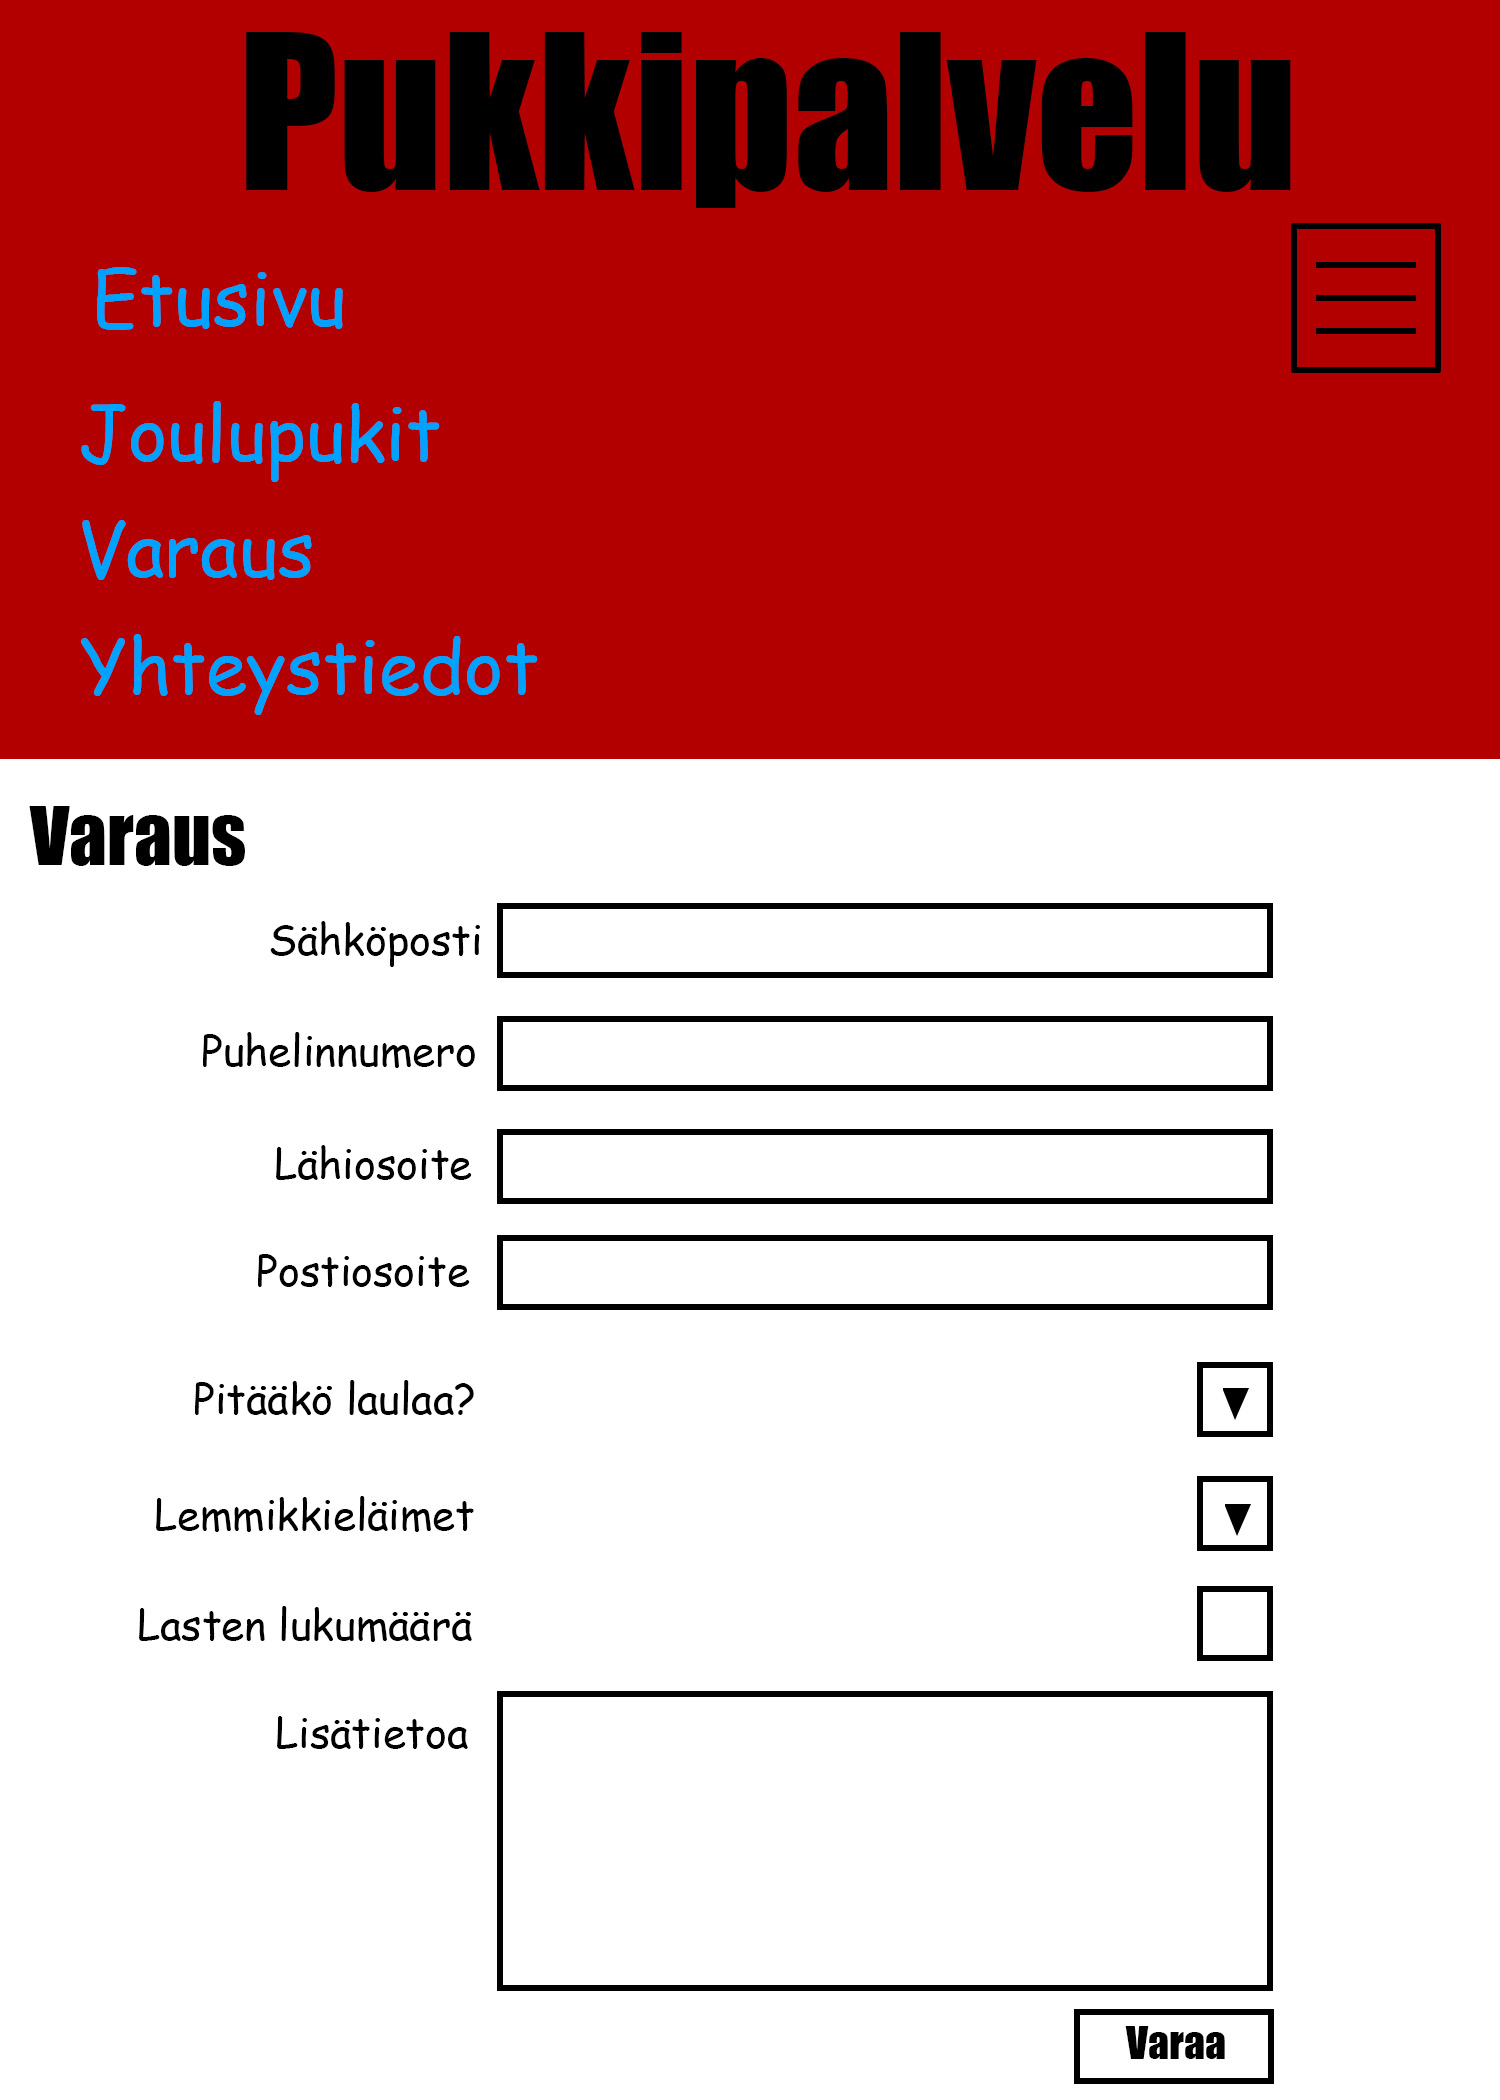 Pukkipalvelu
Etusivu
Joulupukit
Varaus
Yhteystiedot
Varaus
Sähköposti
Puhelinnumero
Lähiosoite
Postiosoite
Pitääkö laulaa?
Lemmikkieläimet
Lasten lukumäärä
Lisätietoa
Varaa